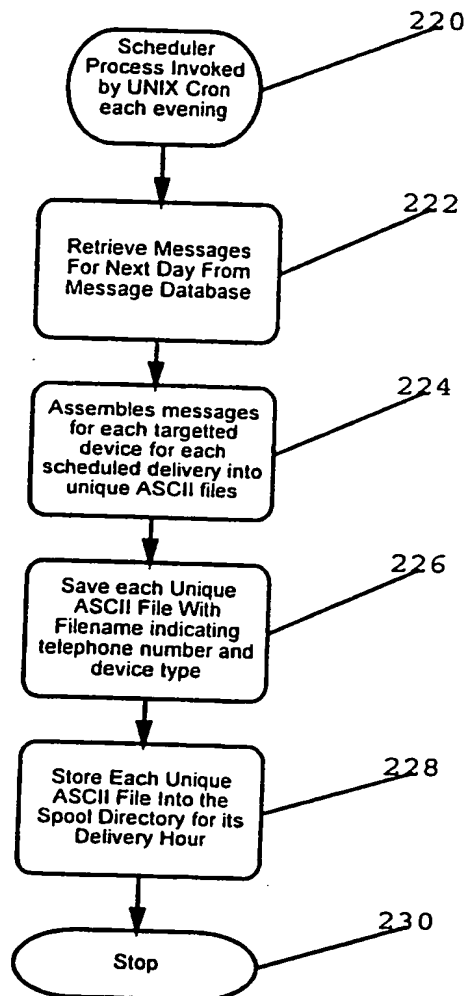 220
Scheduler
Process Invoked
by UNIX Cron
each evening
222
Retrieve Messages
For Next Day From
Message Database
224
Assembles messages
for each targetted
device for each
scheduled delivery into
unique ASCII files
226
Save each Unique
ASCII File With
Filename indicating
telephone number and
device type
228
Store Each Unique
ASCII File Into the
Spool Directory for its
Delivery Hour
230
Stop